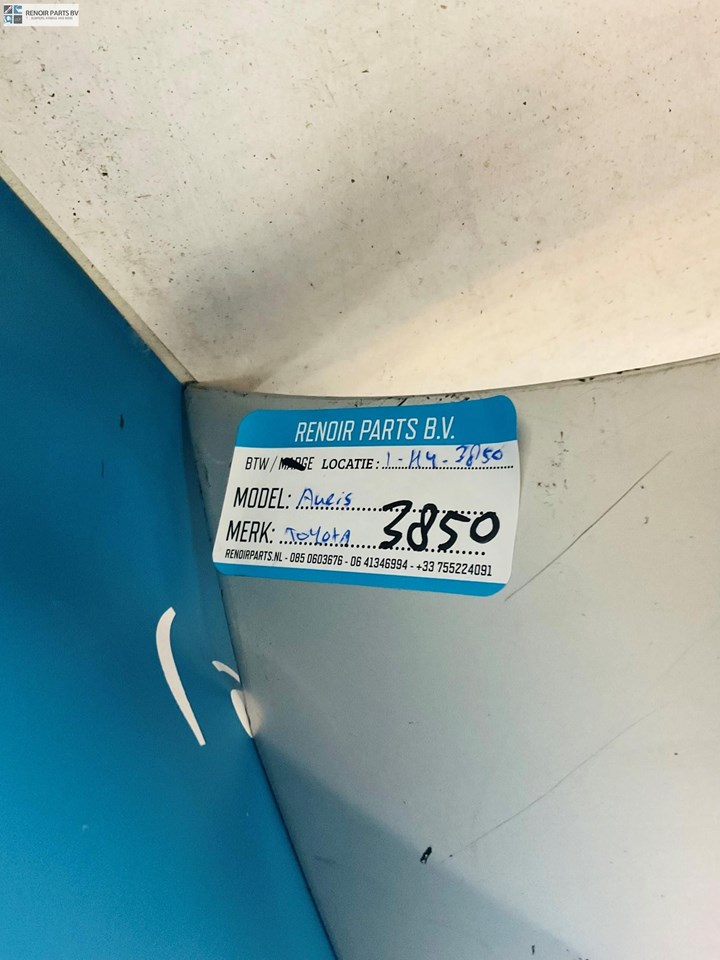 RENOIR PARTS BV
RENOIR PARTS B.V.
BTW / MARGE LOCATIE: 1-H4-3850
MODEL: Aueis
MERK: TOYOTA 3850
RENOIRPARTS.NL - 085 0603676 - 06 41346994 - +33 755224091